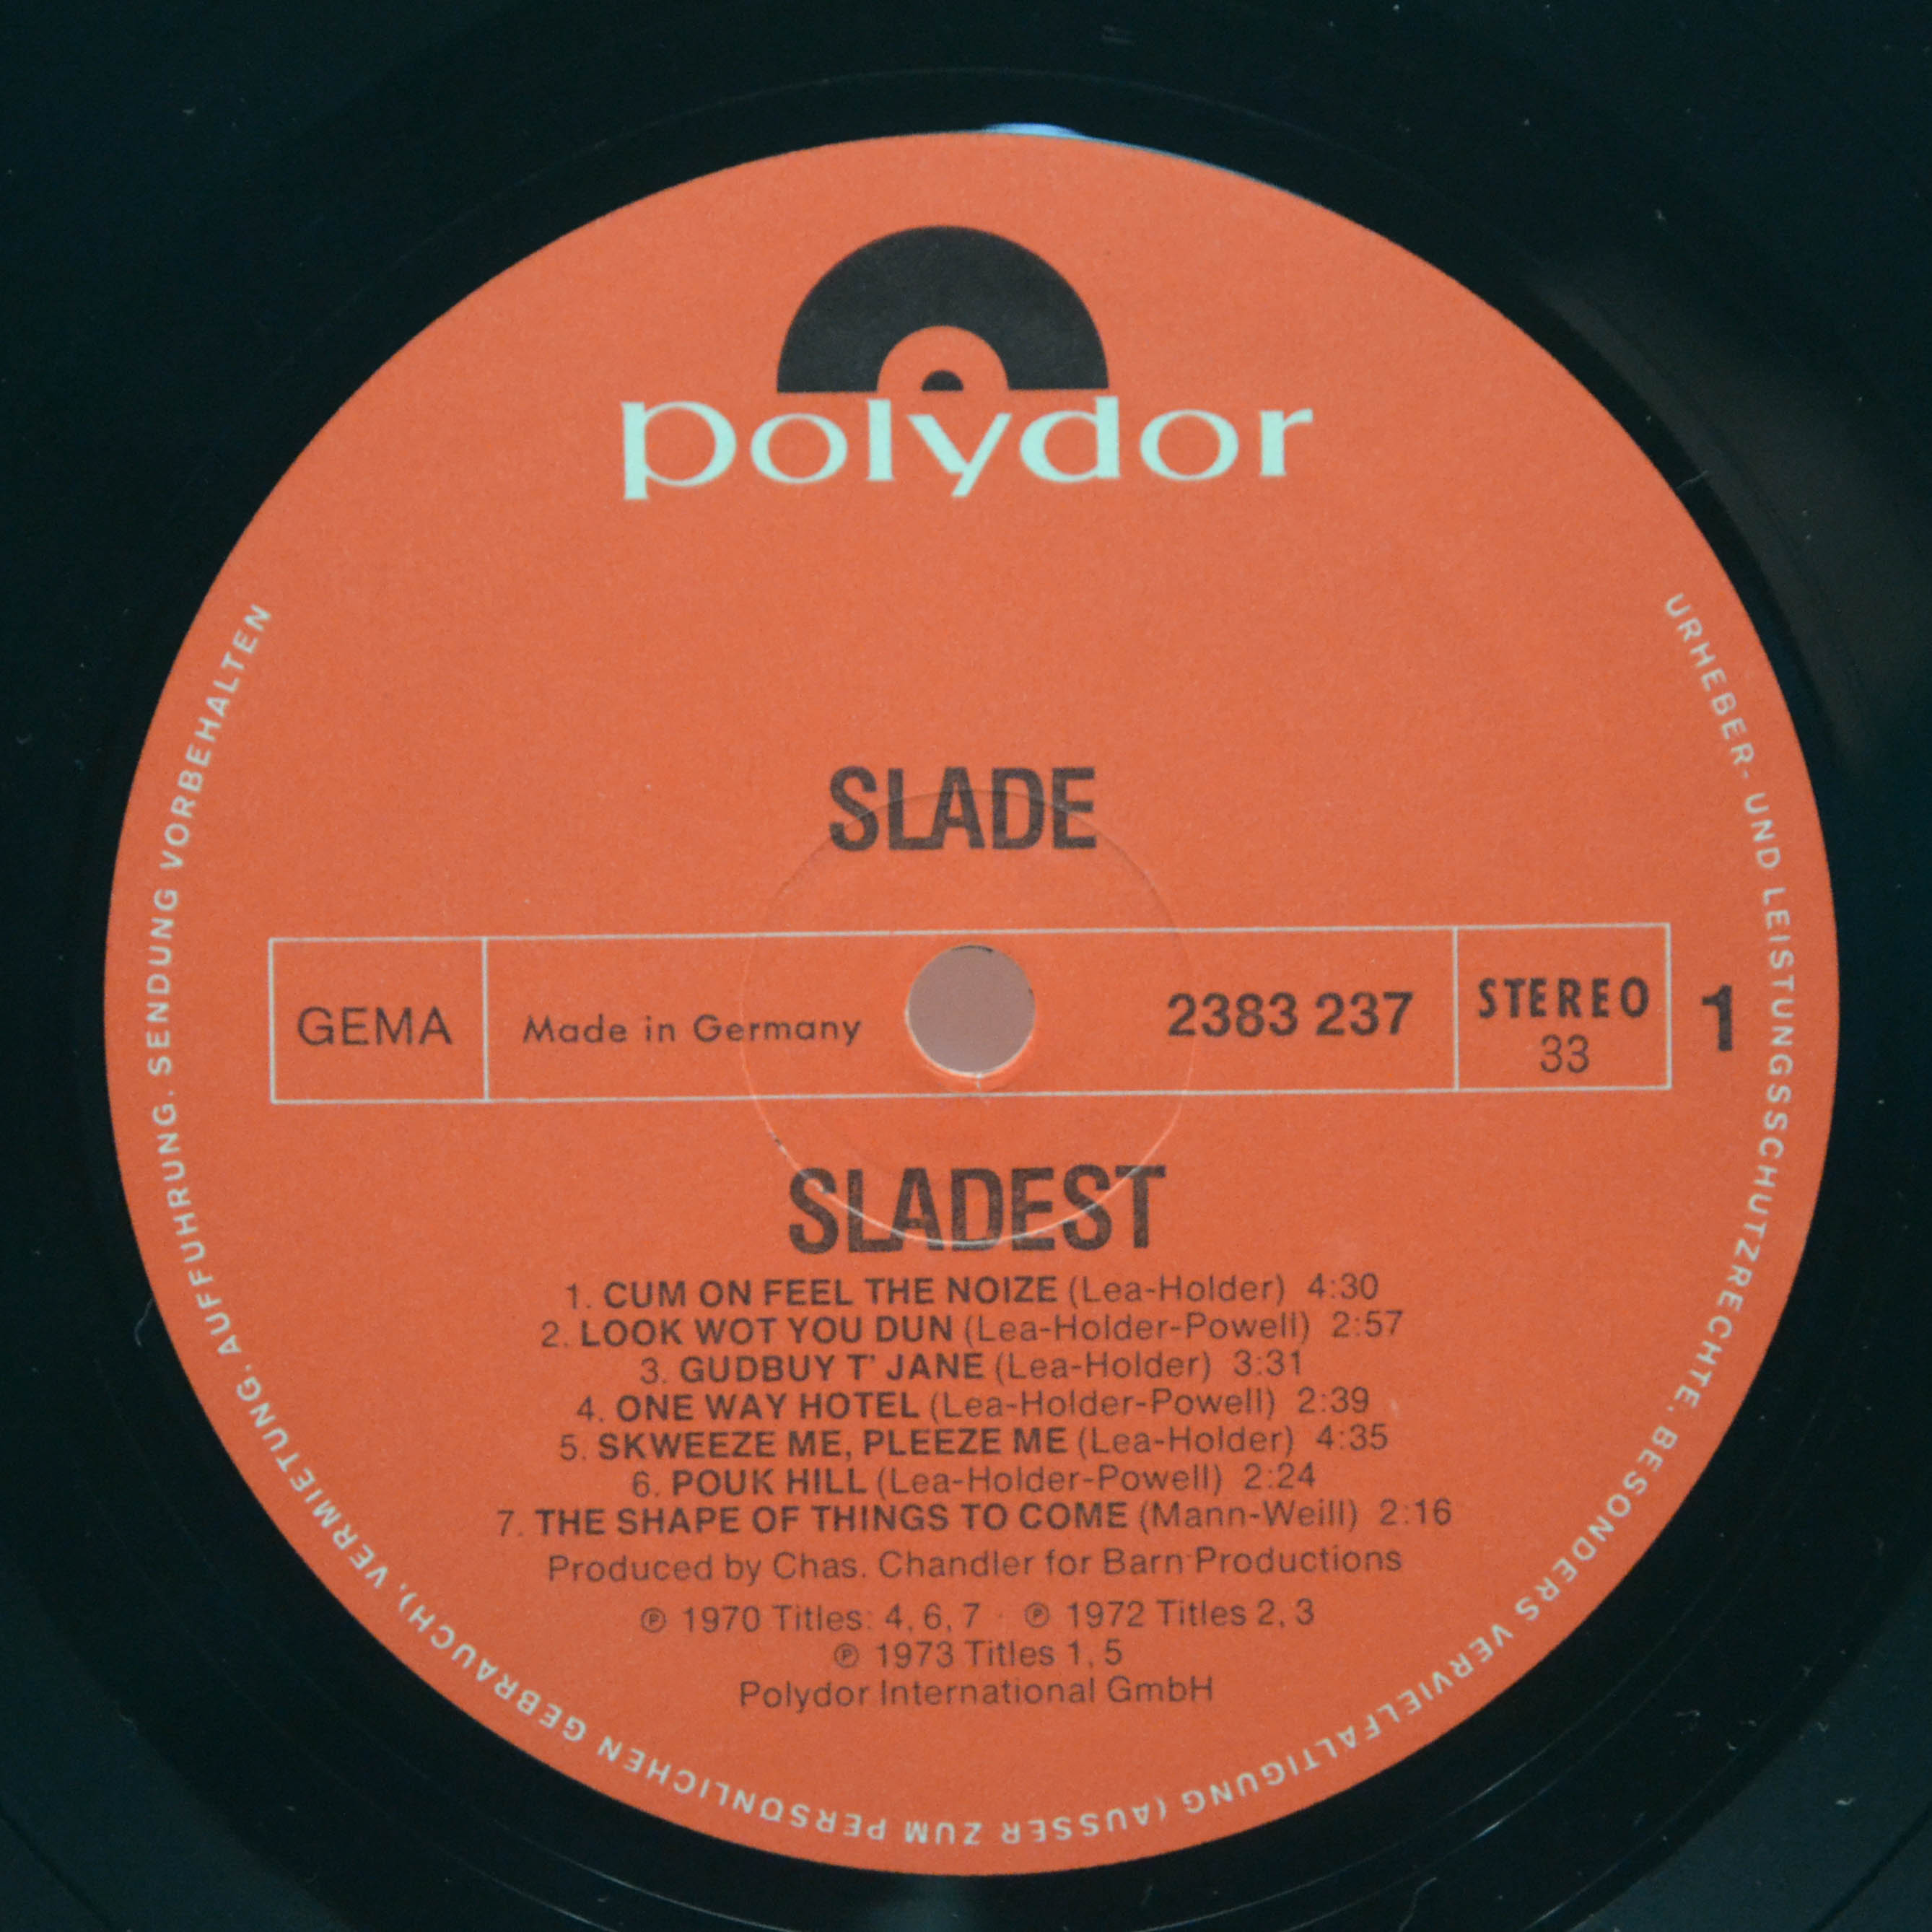 polydor
SLADE
GEMA
Made in Germany
2383 237
STEREO
33
1
SLADEST
1. CUM ON FEEL THE NOIZE (Lea-Holder) 4:30
2. LOOK WOT YOU DUN (Lea-Holder-Powell) 2:57
3. GUDBUY T' JANE (Lea-Holder) 3:31
4. ONE WAY HOTEL (Lea-Holder-Powell) 2:39
5. SKWEEZE ME, PLEEZE ME (Lea-Holder) 4:35
6. POUK HILL (Lea-Holder-Powell) 2:24
7. THE SHAPE OF THINGS TO COME (Mann-Weill) 2:16
Produced by Chas. Chandler for Barn Productions
℗ 1970 Titles: 4, 6, 7 ℗ 1972 Titles 2, 3
℗ 1973 Titles 1, 5
Polydor International GmbH
URHEBER- UND LEISTUNGSSCHUTZRECHTE, BESONDERS VERVIELFÄLTIGUNG (AUSSER ZUM PERSÖNLICHEN GEBRAUCH), VERMIETUNG, AUFFÜHRUNG, SENDUNG VORBEHALTEN